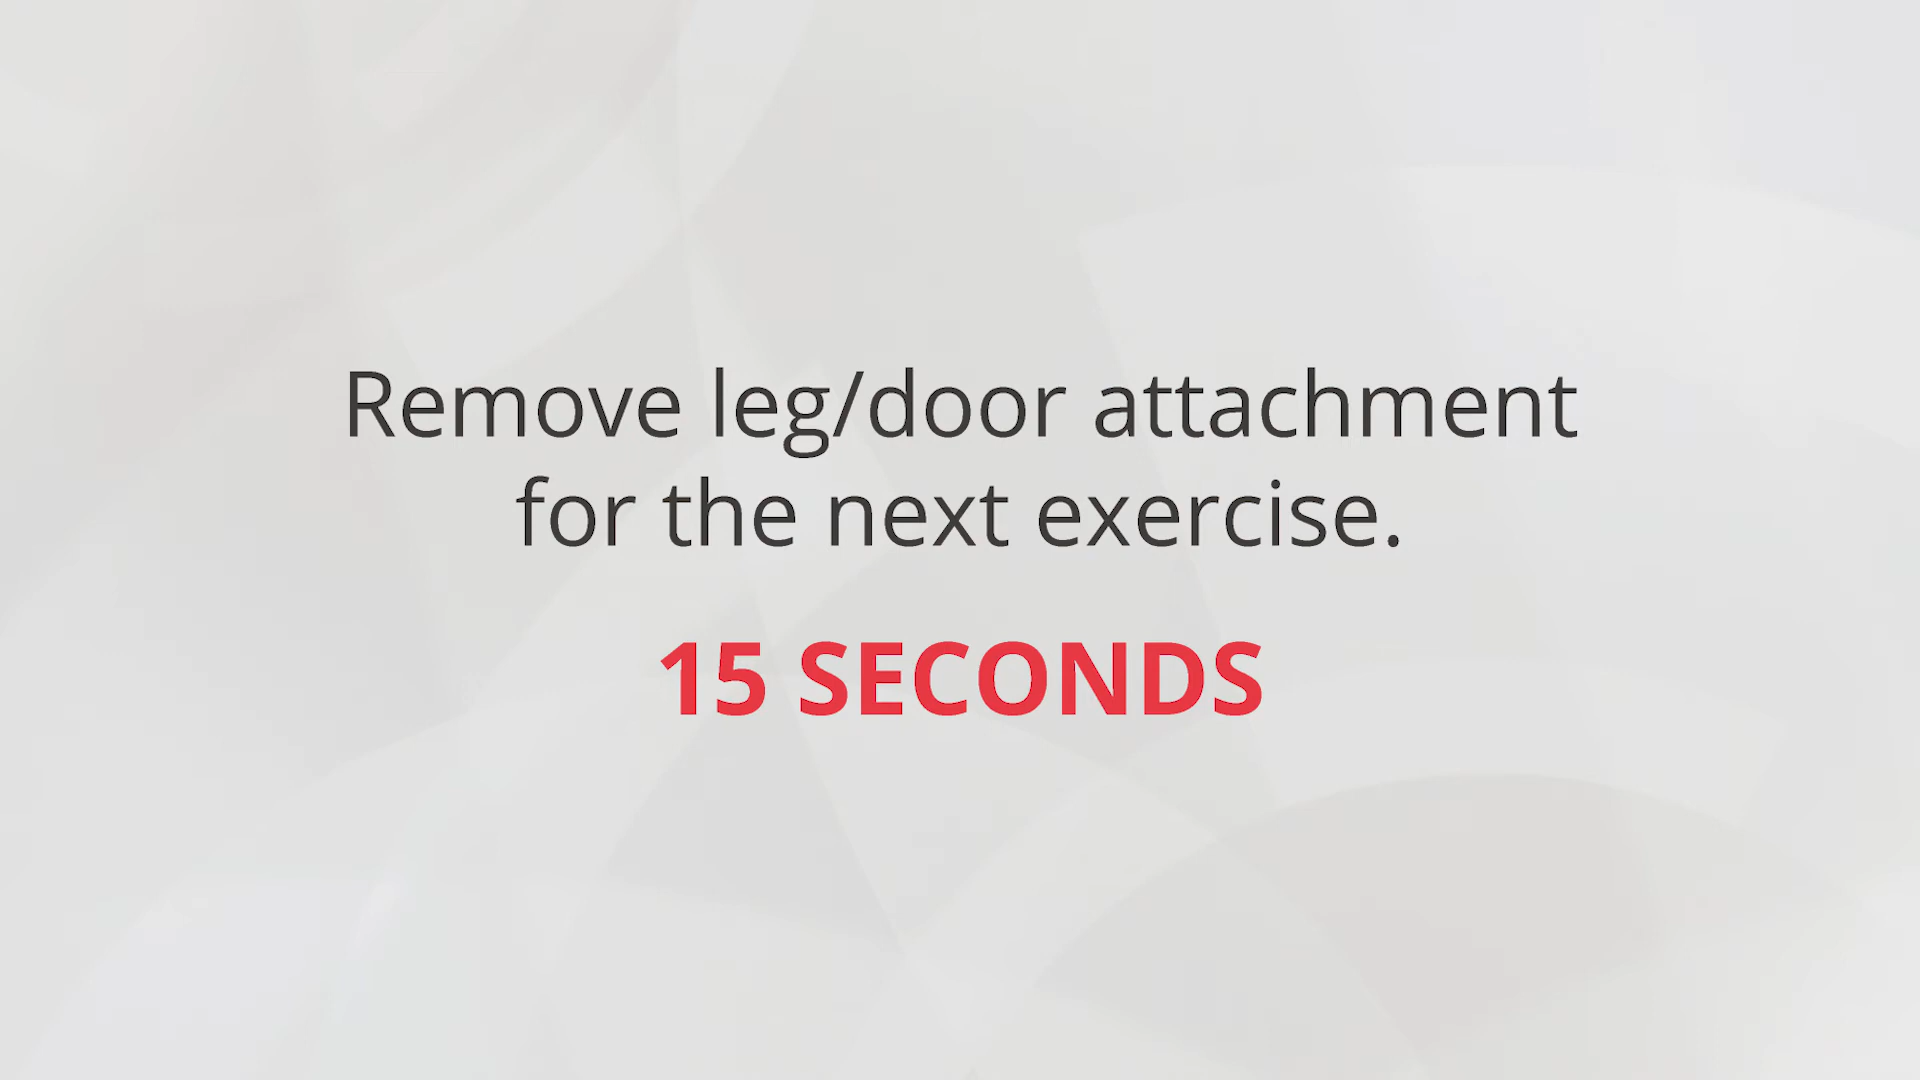 Remove leg/door attachment
for the next exercise.
15 SECONDS